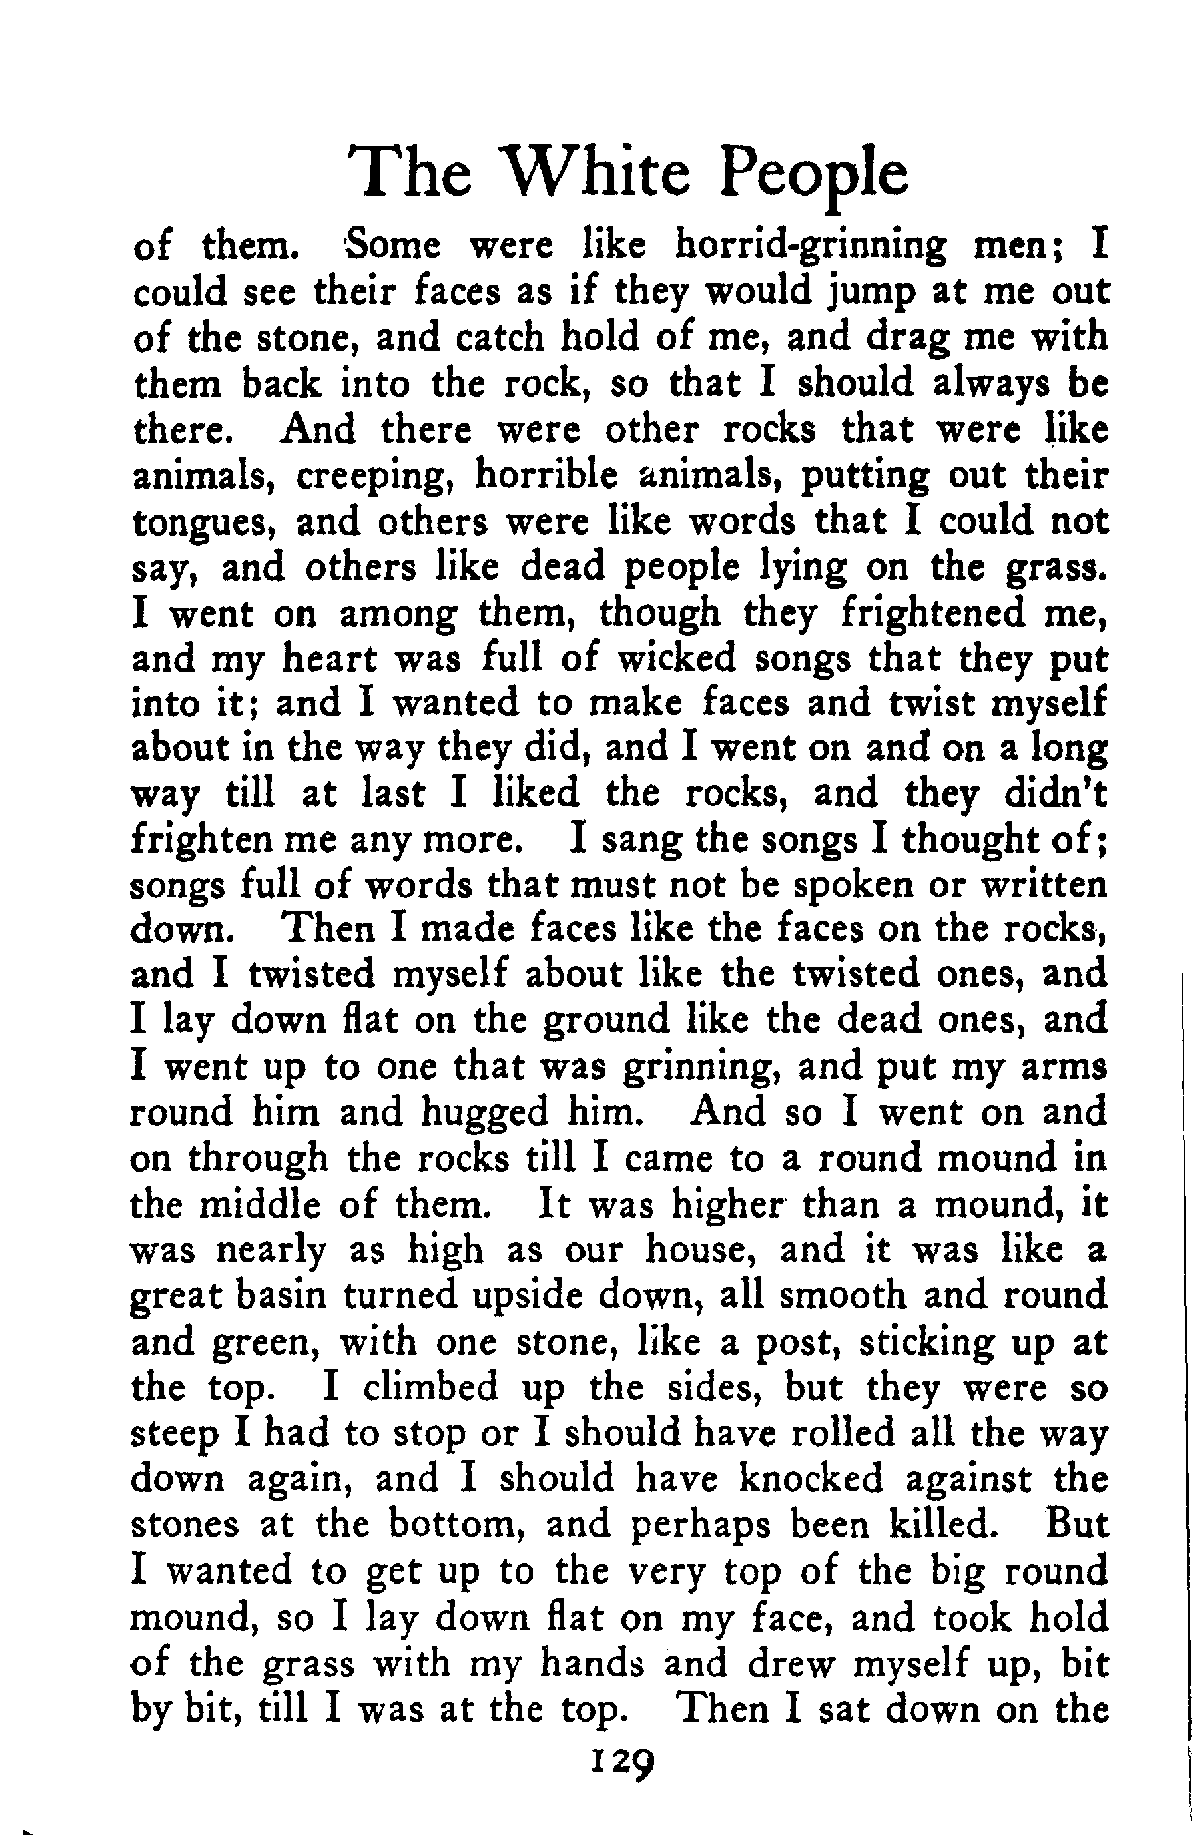 The White People
of them. Some were like horrid-grinning men; I
could see their faces as if they would jump at me out
of the stone, and catch hold of me, and drag me with
them back into the rock, so that I should always be
there. And there were other rocks that were like
animals, creeping, horrible animals, putting out their
tongues, and others were like words that I could not
say, and others like dead people lying on the grass.
I went on among them, though they frightened me,
and my heart was full of wicked songs that they put
into it; and I wanted to make faces and twist myself
about in the way they did, and I went on and on a long
way till at last I liked the rocks, and they didn't
frighten me any more. I sang the songs I thought of;
songs full of words that must not be spoken or written
down. Then I made faces like the faces on the rocks,
and I twisted myself about like the twisted ones, and
I lay down flat on the ground like the dead ones, and
I went up to one that was grinning, and put my arms
round him and hugged him. And so I went on and
on through the rocks till I came to a round mound in
the middle of them. It was higher than a mound, it
was nearly as high as our house, and it was like a
great basin turned upside down, all smooth and round
and green, with one stone, like a post, sticking up at
the top. I climbed up the sides, but they were so
steep I had to stop or I should have rolled all the way
down again, and I should have knocked against the
stones at the bottom, and perhaps been killed. But
I wanted to get up to the very top of the big round
mound, so I lay down flat on my face, and took hold
of the grass with my hands and drew myself up, bit
by bit, till I was at the top. Then I sat down on the
129